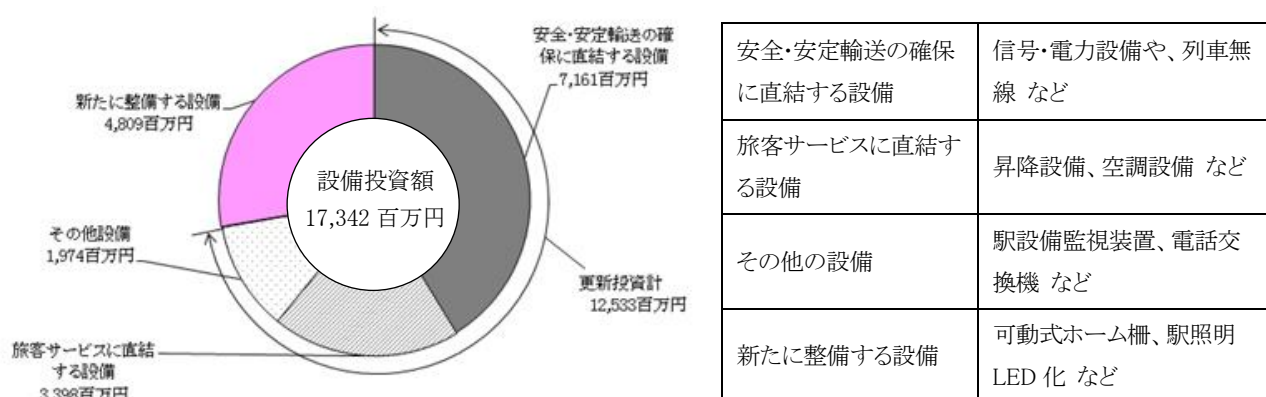 安全・安定輸送の確
保に直結する設備
7,161百万円
新たに整備する設備
4,809百万円
設備投資額
17,342 百万円
その他設備
1,974百万円
更新投資計
12,533百万円
旅客サービスに直結
する設備
3,398百万円
安全・安定輸送の確保
に直結する設備
信号・電力設備や、列車無
線 など
旅客サービスに直結す
る設備
昇降設備、空調設備 など
その他の設備
駅設備監視装置、電話交
換機 など
新たに整備する設備
可動式ホーム柵、駅照明
LED 化 など